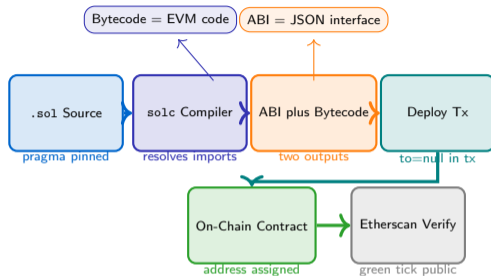 Bytecode = EVM code
ABI = JSON interface
.sol Source
solc Compiler
ABI plus Bytecode
Deploy Tx
pragma pinned
resolves imports
two outputs
to=null in tx
On-Chain Contract
Etherscan Verify
address assigned
green tick public